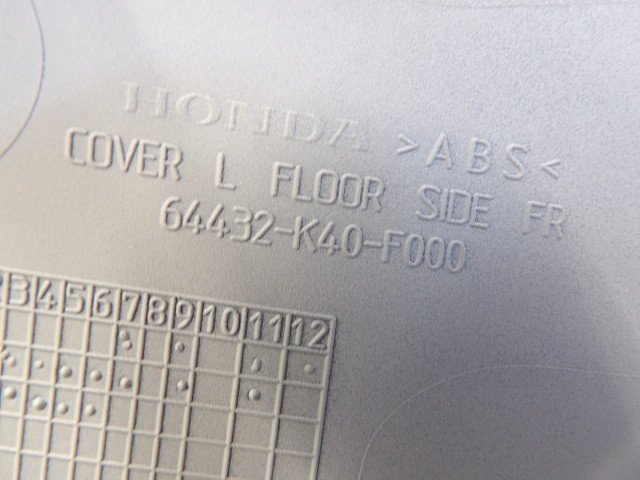 HONDA >ABS<
COVER L FLOOR SIDE FR
64432-K40-F000
3 4 5 6 7 8 9 10 11 12